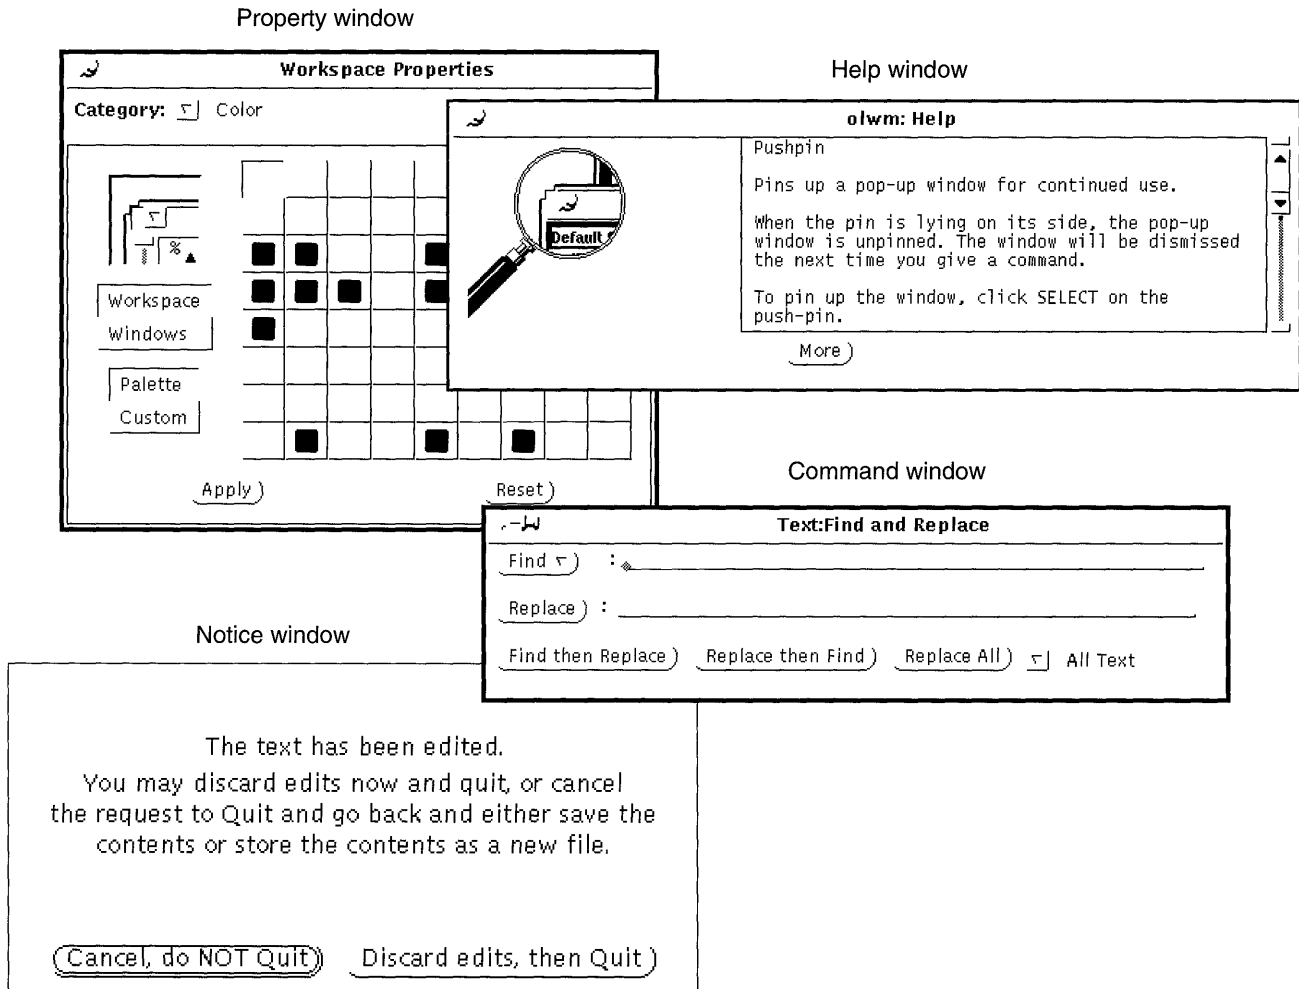 Property window
Workspace Properties
Category: Color
Workspace
Windows
Palette
Custom
Apply
Reset
Help window
olwm: Help
Default
%
Pushpin
Pins up a pop-up window for continued use.
When the pin is lying on its side, the pop-up
window is unpinned. The window will be dismissed
the next time you give a command.
To pin up the window, click SELECT on the
push-pin.
More
Command window
Text:Find and Replace
Find :
Replace :
Find then Replace Replace then Find Replace All All Text
Notice window
The text has been edited.
You may discard edits now and quit, or cancel
the request to Quit and go back and either save the
contents or store the contents as a new file.
Cancel, do NOT Quit Discard edits, then Quit